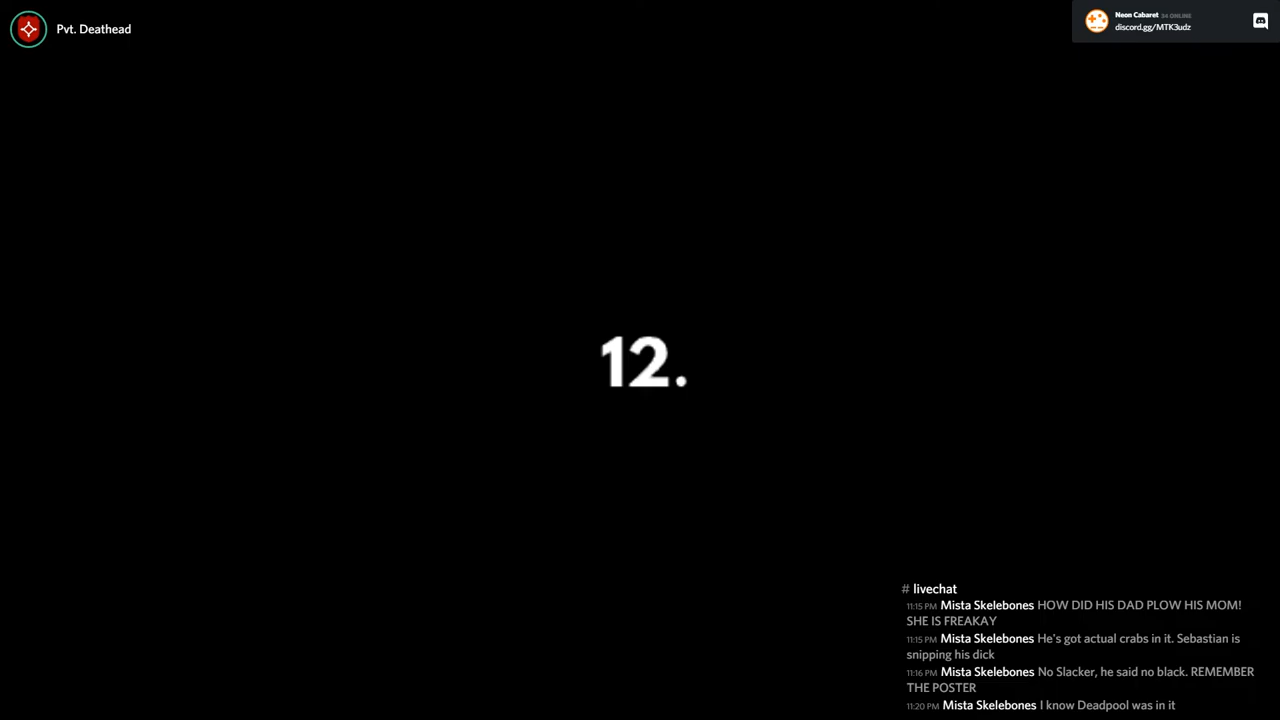 Pvt. Deathead
Neon Cabaret 34 ONLINE
discord.gg/MTK3udz
12.
# livechat
11:15 PM Mista Skelebones HOW DID HIS DAD PLOW HIS MOM!
SHE IS FREAKAY
11:15 PM Mista Skelebones He's got actual crabs in it. Sebastian is
snipping his dick
11:16 PM Mista Skelebones No Slacker, he said no black. REMEMBER
THE POSTER
11:20 PM Mista Skelebones I know Deadpool was in it